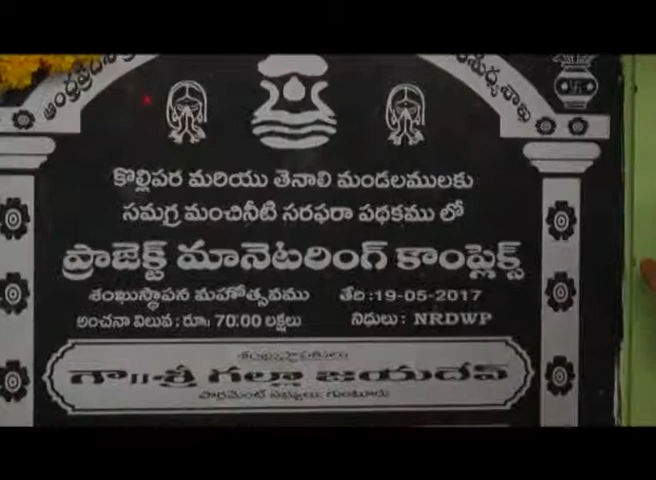 కొల్లిపర మరియు తెనాలి మండలములకు
సమగ్ర మంచినీటి సరఫరా పథకము లో
ప్రాజెక్ట్ మానెటరింగ్ కాంప్లెక్స్
శంఖుస్థాపన మహోత్సవము తేది:19-05-2017
అంచనా విలువ : రూ॥ 70.00 లక్షలు నిధులు : NRDWP
గౌ॥శ్రీ గల్లా జయదేవ్
పార్లమెంట్ సభ్యులు, గుంటూరు